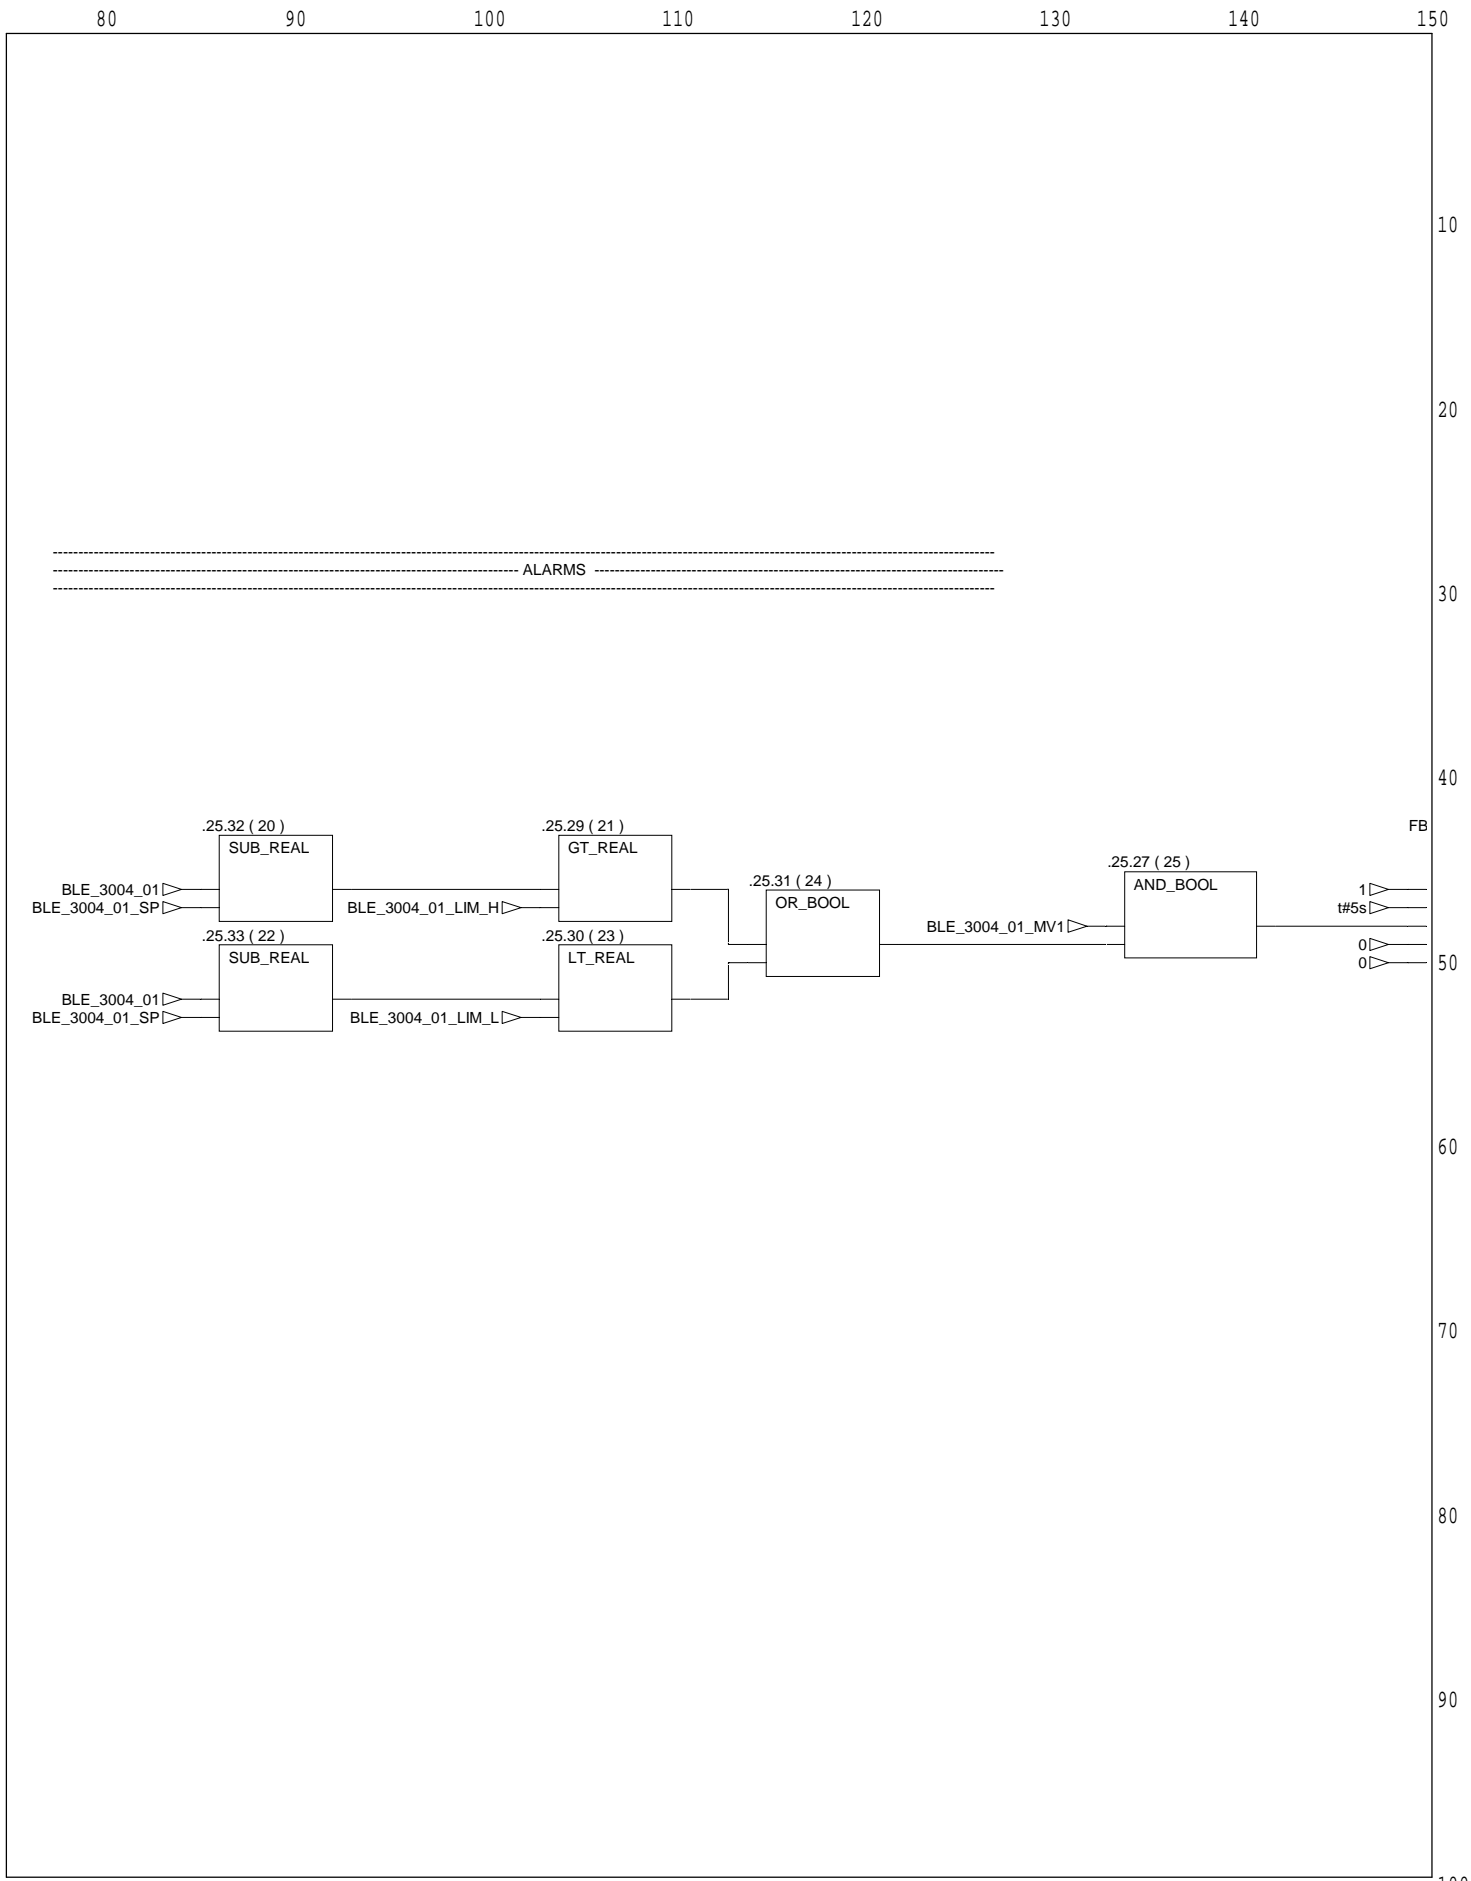 80 90 100 110 120 130 140 150
10
20
---------- ALARMS ----------
30
40
.25.32 ( 20 ) .25.29 ( 21 ) FB
SUB_REAL GT_REAL
.25.27 ( 25 )
.25.31 ( 24 ) AND_BOOL
BLE_3004_01 1
OR_BOOL
BLE_3004_01_SP BLE_3004_01_LIM_H t#5s
BLE_3004_01_MV1
.25.33 ( 22 ) .25.30 ( 23 )
0
SUB_REAL LT_REAL
0 50
BLE_3004_01
BLE_3004_01_SP BLE_3004_01_LIM_L
60
70
80
90